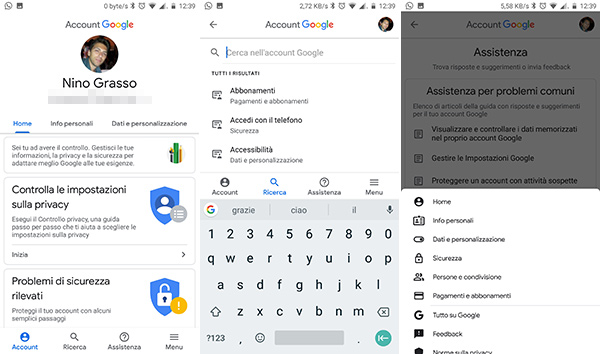 0 byte/s 12:39
Account Google
Nino Grasso
Home Info personali Dati e personalizzazione
Sei tu ad avere il controllo. Gestisci le tue
informazioni, la privacy e la sicurezza per
adattare meglio Google alle tue esigenze.
Controlla le impostazioni
sulla privacy
Esegui il Controllo privacy, una guida
passo per passo che ti aiuta a scegliere le
impostazioni sulla privacy
Inizia
Problemi di sicurezza
rilevati
Proteggi il tuo account con alcuni
semplici passaggi
Account Ricerca Assistenza Menu
2,72 KB/s 12:39
Account Google
Cerca nell'account Google
TUTTI I RISULTATI
Abbonamenti
Pagamenti e abbonamenti
Accedi con il telefono
Sicurezza
Accessibilità
Dati e personalizzazione
Account Ricerca Assistenza Menu
G grazie ciao il
1 2 3 4 5 6 7 8 9 0
q w e r t y u i o p
a s d f g h j k l
z x c v b n m
?123 , .
5,58 KB/s 12:39
Account Google
Assistenza
Trova risposte e suggerimenti o invia feedback
Assistenza per problemi comuni
Elenco di articoli della guida con risposte e suggerimenti
per il tuo account Google
Visualizzare e controllare i dati memorizzati
nel proprio account Google
Gestire le Impostazioni Google
Proteggere un account con attività sospette
Home
Info personali
Dati e personalizzazione
Sicurezza
Persone e condivisione
Pagamenti e abbonamenti
G Tutto su Google
Feedback
Norme sulla privacy